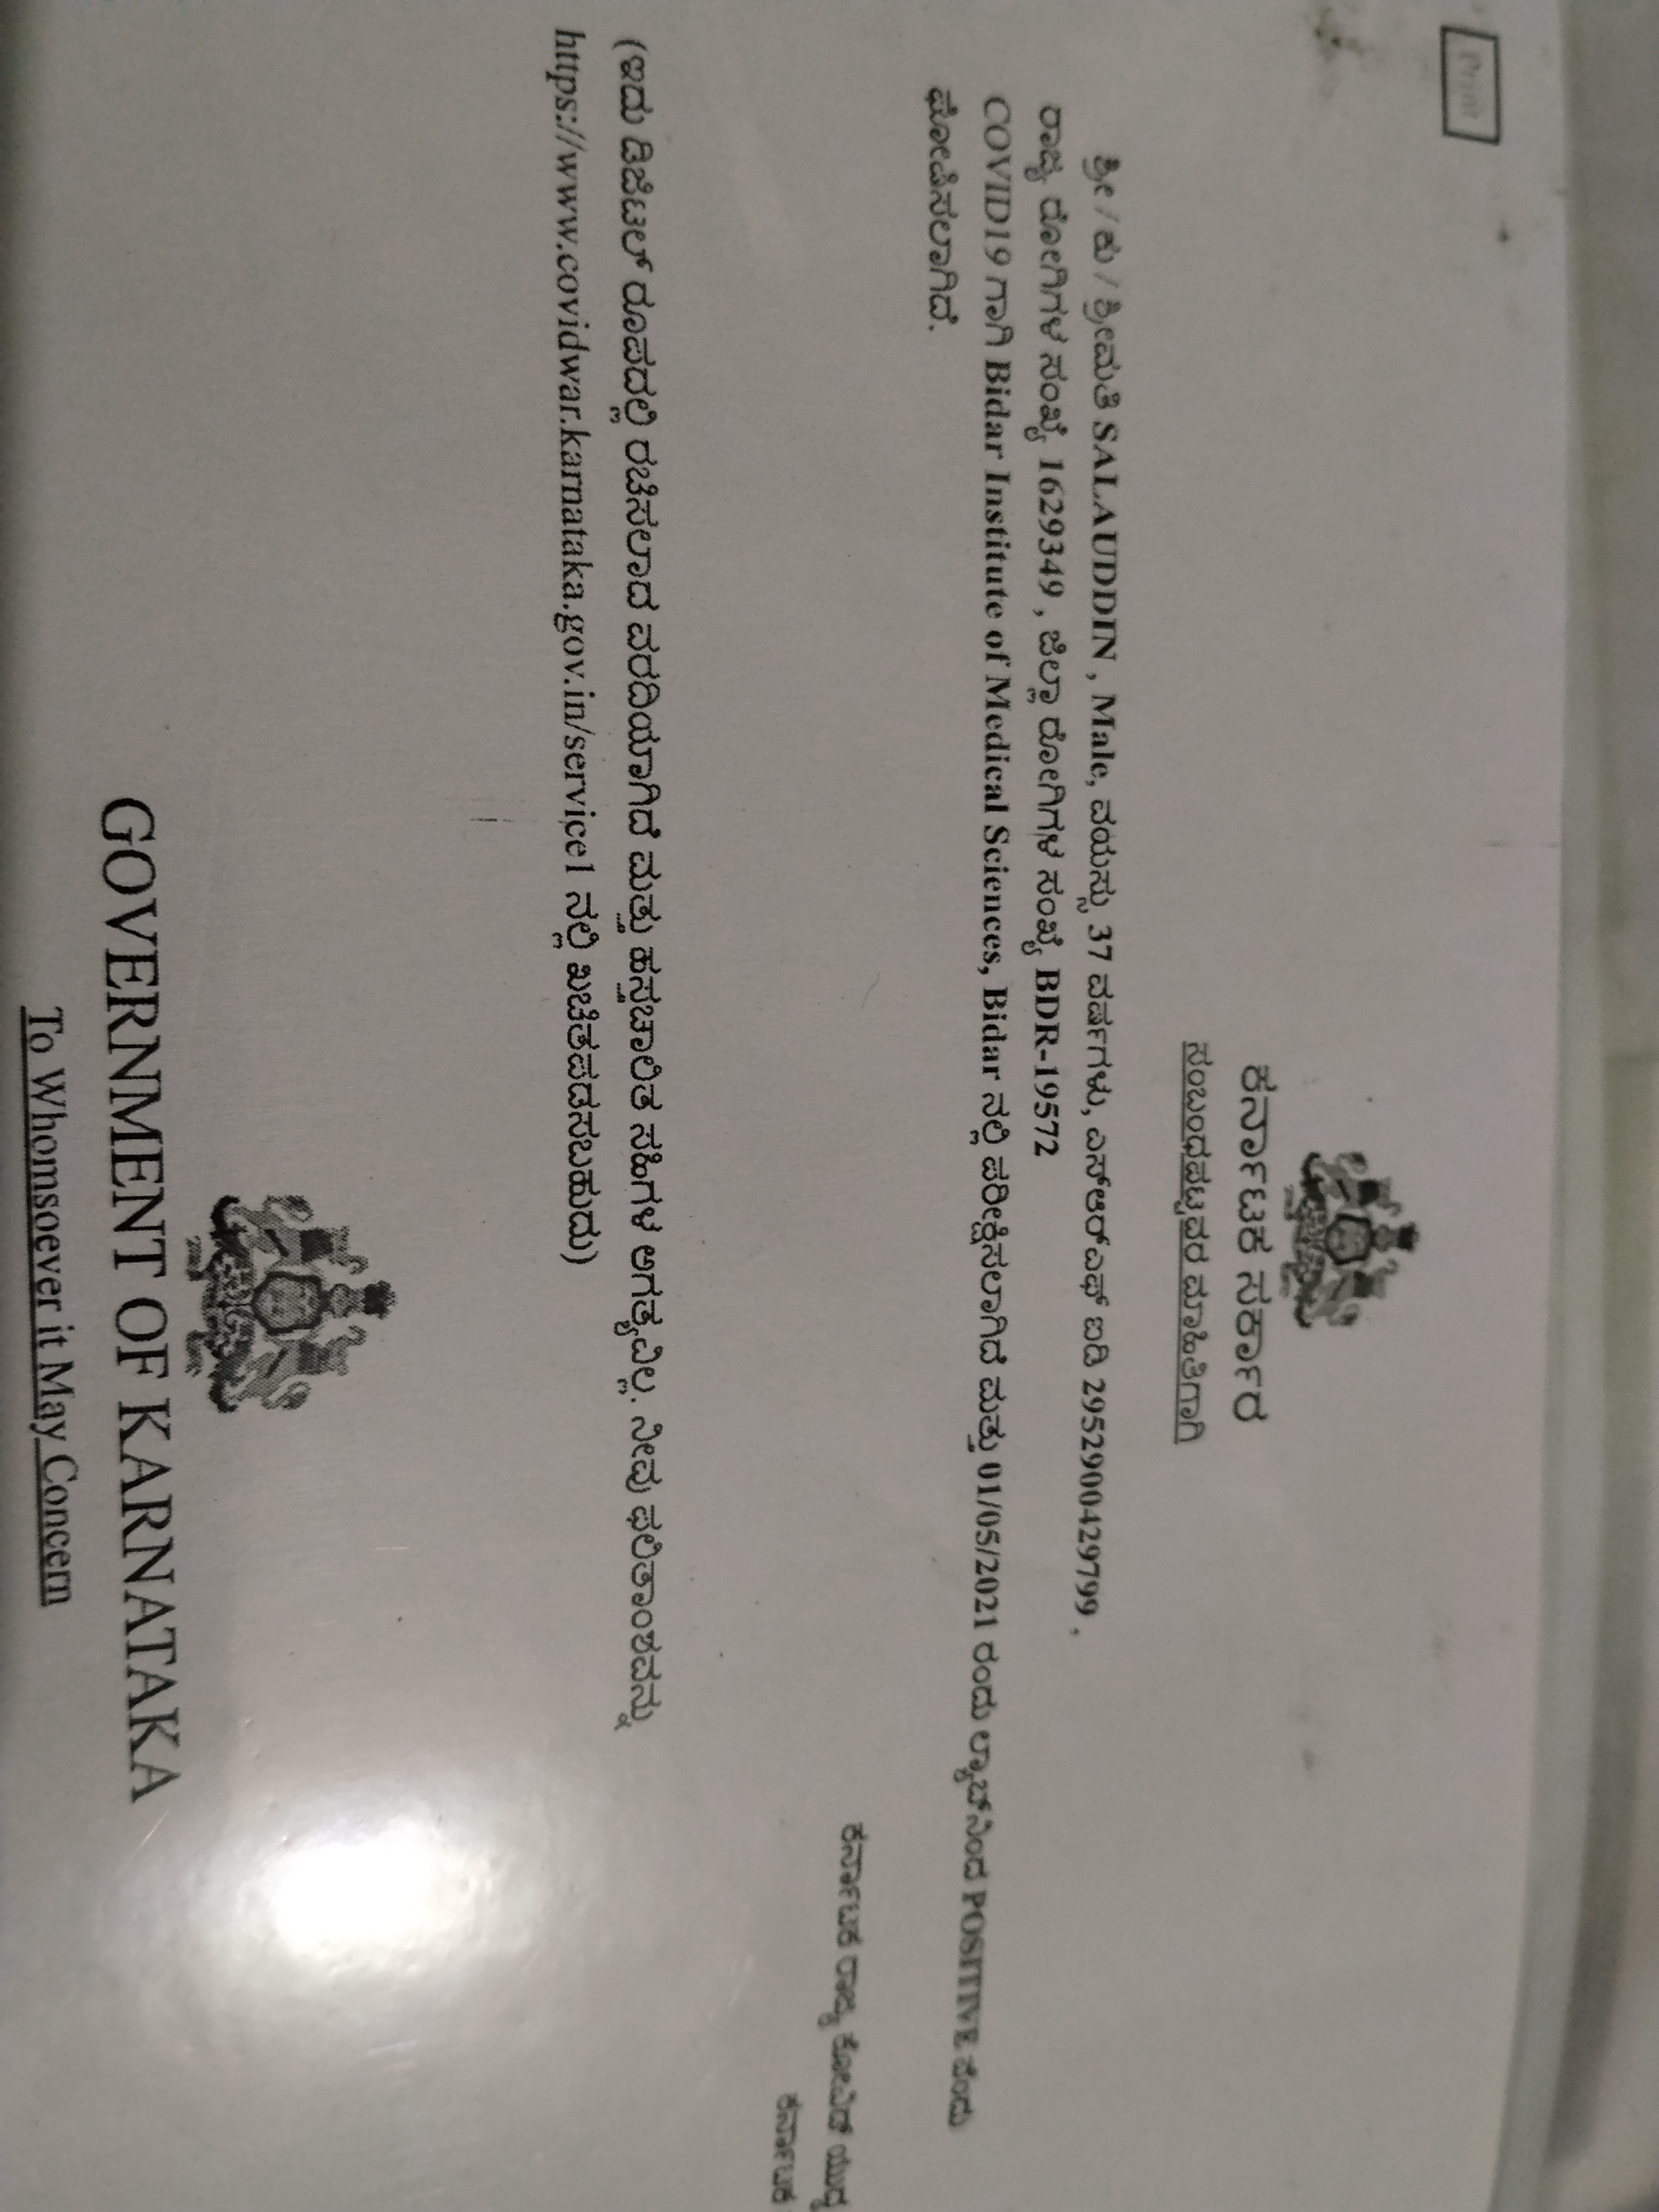 Print
ಕರ್ನಾಟಕ ಸರ್ಕಾರ
ಸಂಬಂಧಪಟ್ಟವರ ಮಾಹಿತಿಗಾಗಿ
ಶ್ರೀ / ಕು / ಶ್ರೀಮತಿ SALAUDDIN , Male, ವಯಸ್ಸು 37 ವರ್ಷಗಳು, ಎಸ್‌ಆರ್‌ಎಫ್ ಐಡಿ 2952900429799 ,
ರಾಜ್ಯ ರೋಗಿಗಳ ಸಂಖ್ಯೆ 1629349 , ಜಿಲ್ಲಾ ರೋಗಿಗಳ ಸಂಖ್ಯೆ BDR-19572
COVID19 ಗಾಗಿ Bidar Institute of Medical Sciences, Bidar ನಲ್ಲಿ ಪರೀಕ್ಷಿಸಲಾಗಿದೆ ಮತ್ತು 01/05/2021 ರಂದು ಲ್ಯಾಬ್‌ನಿಂದ POSITIVE ಎಂದು
ಘೋಷಿಸಲಾಗಿದೆ.
ಕರ್ನಾಟಕ ರಾಜ್ಯ ಕೋವಿಡ್ ಯುದ್ಧ
ಕರ್ನಾಟಕ
(ಇದು ಡಿಜಿಟಲ್ ರೂಪದಲ್ಲಿ ರಚಿಸಲಾದ ವರದಿಯಾಗಿದೆ ಮತ್ತು ಹಸ್ತಚಾಲಿತ ಸಹಿಗಳ ಅಗತ್ಯವಿಲ್ಲ. ನೀವು ಫಲಿತಾಂಶವನ್ನು
https://www.covidwar.karnataka.gov.in/service1 ನಲ್ಲಿ ಖಚಿತಪಡಸಬಹುದು)
GOVERNMENT OF KARNATAKA
To Whomsoever it May Concern